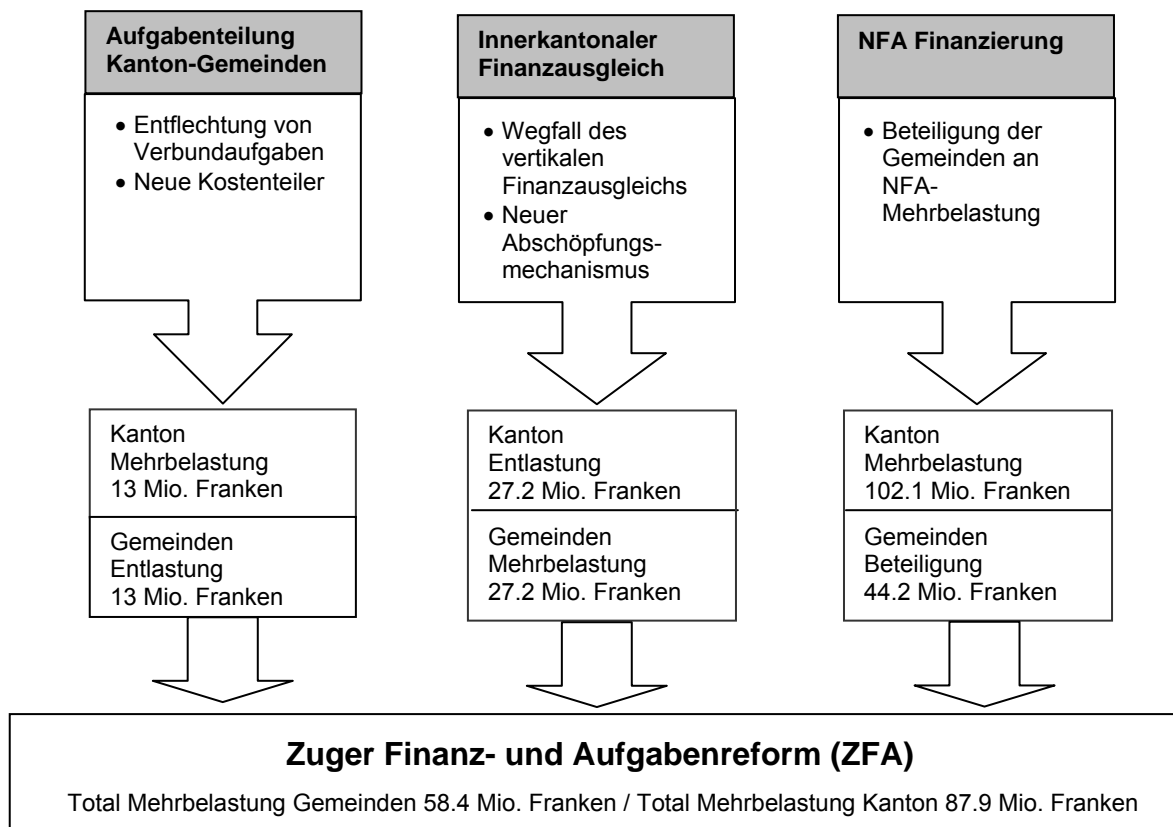 Aufgabenteilung
Kanton-Gemeinden
• Entflechtung von
Verbundaufgaben
• Neue Kostenteiler
Kanton
Mehrbelastung
13 Mio. Franken
Gemeinden
Entlastung
13 Mio. Franken
Innerkantonaler
Finanzausgleich
• Wegfall des
vertikalen
Finanzausgleichs
• Neuer
Abschöpfungs-
mechanismus
Kanton
Entlastung
27.2 Mio. Franken
Gemeinden
Mehrbelastung
27.2 Mio. Franken
NFA Finanzierung
• Beteiligung der
Gemeinden an
NFA-
Mehrbelastung
Kanton
Mehrbelastung
102.1 Mio. Franken
Gemeinden
Beteiligung
44.2 Mio. Franken
Zuger Finanz- und Aufgabenreform (ZFA)
Total Mehrbelastung Gemeinden 58.4 Mio. Franken / Total Mehrbelastung Kanton 87.9 Mio. Franken